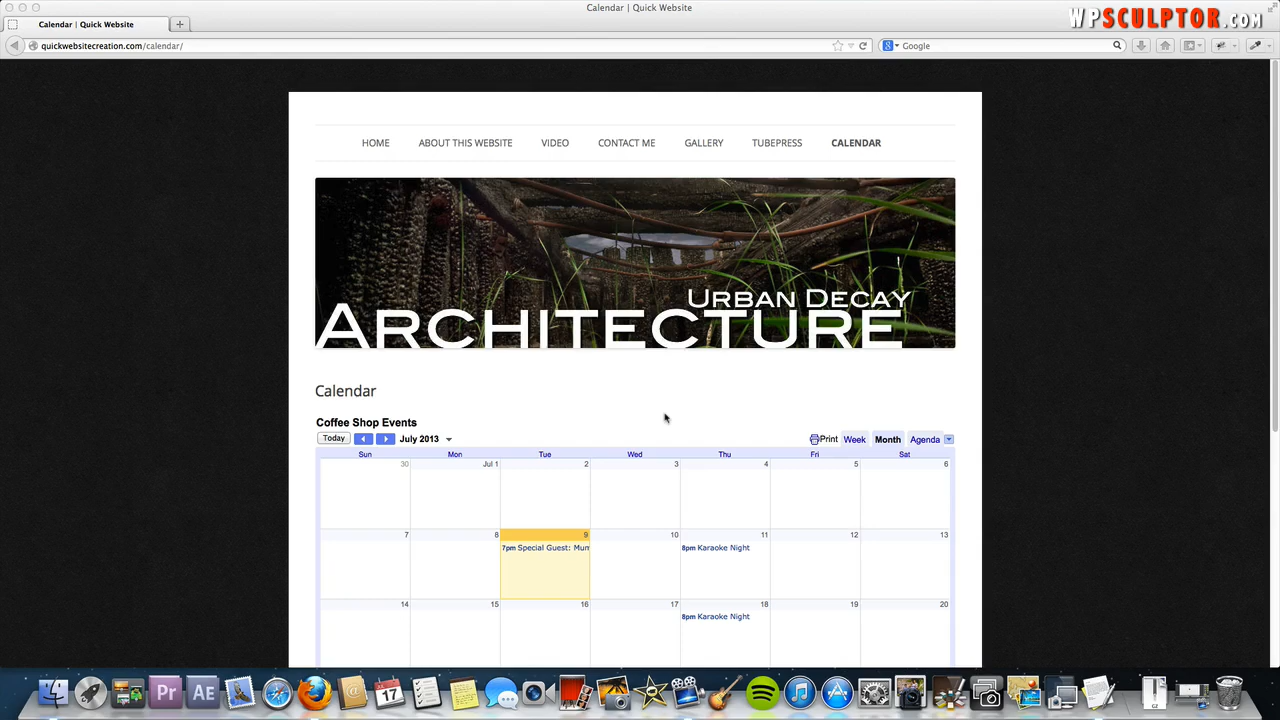 Calendar | Quick Website
WPSCULPTOR.COM
Calendar | Quick Website
quickwebsitecreation.com/calendar/
Google
HOME ABOUT THIS WEBSITE VIDEO CONTACT ME GALLERY TUBEPRESS CALENDAR
URBAN DECAY
ARCHITECTURE
Calendar
Coffee Shop Events
Today July 2013 Print Week Month Agenda
Sun Mon Tue Wed Thu Fri Sat
30 Jul 1 2 3 4 5 6
7 8 9 10 11 12 13
7pm Special Guest: Mun 8pm Karaoke Night
14 15 16 17 18 19 20
8pm Karaoke Night
Pr AE 17